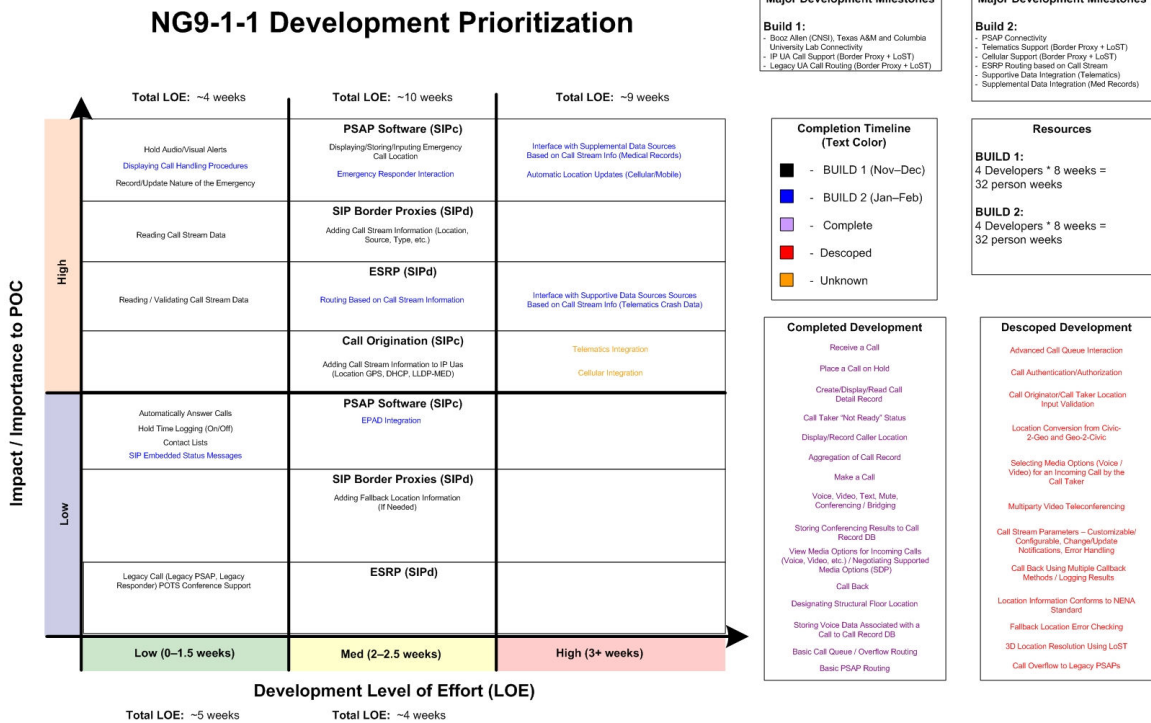 NG9-1-1 Development Prioritization
Major Development Milestones
Build 1:
- Booz Allen (CNSI), Texas A&M and Columbia
University Lab Connectivity
- IP UA Call Support (Border Proxy + LoST)
- Legacy UA Call Routing (Border Proxy + LoST)
Major Development Milestones
Build 2:
- PSAP Connectivity
- Telematics Support (Border Proxy + LoST)
- Cellular Support (Border Proxy + LoST)
- ESRP Routing based on Call Stream
- Supportive Data Integration (Telematics)
- Supplemental Data Integration (Med Records)
Total LOE: ~4 weeks
Total LOE: ~10 weeks
Total LOE: ~9 weeks
Impact / Importance to POC
High
PSAP Software (SIPc)
Hold Audio/Visual Alerts
Displaying Call Handling Procedures
Record/Update Nature of the Emergency
Displaying/Storing/Inputing Emergency
Call Location
Emergency Responder Interaction
Interface with Supplemental Data Sources
Based on Call Stream Info (Medical Records)
Automatic Location Updates (Cellular/Mobile)
SIP Border Proxies (SIPd)
Reading Call Stream Data
Adding Call Stream Information (Location,
Source, Type, etc.)
ESRP (SIPd)
Reading / Validating Call Stream Data
Routing Based on Call Stream Information
Interface with Supportive Data Sources Sources
Based on Call Stream Info (Telematics Crash Data)
Call Origination (SIPc)
Adding Call Stream Information to IP Uas
(Location GPS, DHCP, LLDP-MED)
Telematics Integration
Cellular Integration
Low
PSAP Software (SIPc)
Automatically Answer Calls
Hold Time Logging (On/Off)
Contact Lists
SIP Embedded Status Messages
EPAD Integration
SIP Border Proxies (SIPd)
Adding Fallback Location Information
(If Needed)
ESRP (SIPd)
Legacy Call (Legacy PSAP, Legacy
Responder) POTS Conference Support
Low (0–1.5 weeks)
Med (2–2.5 weeks)
High (3+ weeks)
Development Level of Effort (LOE)
Total LOE: ~5 weeks
Total LOE: ~4 weeks
Completion Timeline
(Text Color)
- BUILD 1 (Nov–Dec)
- BUILD 2 (Jan–Feb)
- Complete
- Descoped
- Unknown
Resources
BUILD 1:
4 Developers * 8 weeks =
32 person weeks
BUILD 2:
4 Developers * 8 weeks =
32 person weeks
Completed Development
Receive a Call
Place a Call on Hold
Create/Display/Read Call
Detail Record
Call Taker “Not Ready” Status
Display/Record Caller Location
Aggregation of Call Record
Make a Call
Voice, Video, Text, Mute,
Conferencing / Bridging
Storing Conferencing Results to Call
Record DB
View Media Options for Incoming Calls
(Voice, Video, etc.) / Negotiating Supported
Media Options (SDP)
Call Back
Designating Structural Floor Location
Storing Voice Data Associated with a
Call to Call Record DB
Basic Call Queue / Overflow Routing
Basic PSAP Routing
Descoped Development
Advanced Call Queue Interaction
Call Authentication/Authorization
Call Originator/Call Taker Location
Input Validation
Location Conversion from Civic-
2-Geo and Geo-2-Civic
Selecting Media Options (Voice /
Video) for an Incoming Call by the
Call Taker
Multiparty Video Teleconferencing
Call Stream Parameters – Customizable/
Configurable, Change/Update
Notifications, Error Handling
Call Back Using Multiple Callback
Methods / Logging Results
Location Information Conforms to NENA
Standard
Fallback Location Error Checking
3D Location Resolution Using LoST
Call Overflow to Legacy PSAPs